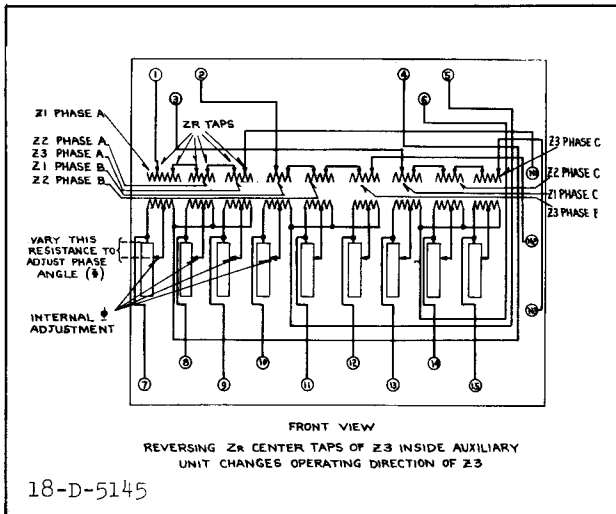 1
2
3
4
5
6
Z1 PHASE A
ZR TAPS
Z2 PHASE A
Z3 PHASE A
Z1 PHASE B
Z2 PHASE B
Z3 PHASE C
Z2 PHASE C
Z1 PHASE C
VARY THIS
RESISTANCE TO
ADJUST PHASE
ANGLE (Φ)
Φ
INTERNAL
ADJUSTMENT
7
8
9
10
11
12
13
14
15
FRONT VIEW
REVERSING ZR CENTER TAPS OF Z3 INSIDE AUXILIARY
UNIT CHANGES OPERATING DIRECTION OF Z3
18-D-5145